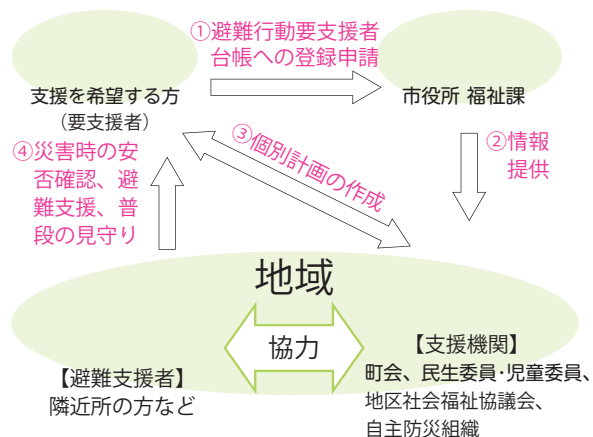 ①避難行動要支援者
台帳への登録申請
支援を希望する方
（要支援者）
市役所 福祉課
②情報
提供
③個別計画の作成
④災害時の安
否確認、避
難支援、普
段の見守り
地域
協力
【避難支援者】
隣近所の方など
【支援機関】
町会、民生委員・児童委員、
地区社会福祉協議会、
自主防災組織